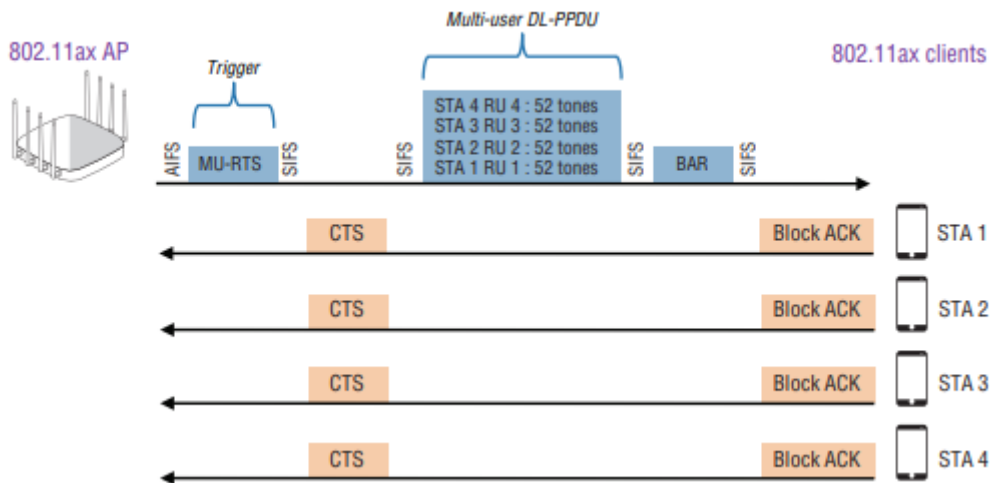 Multi-user DL-PPDU
802.11ax AP
802.11ax clients
Trigger
STA 4 RU 4 : 52 tones
STA 3 RU 3 : 52 tones
STA 2 RU 2 : 52 tones
STA 1 RU 1 : 52 tones
AIFS
MU-RTS
SIFS
SIFS
SIFS
BAR
SIFS
CTS
Block ACK
STA 1
CTS
Block ACK
STA 2
CTS
Block ACK
STA 3
CTS
Block ACK
STA 4